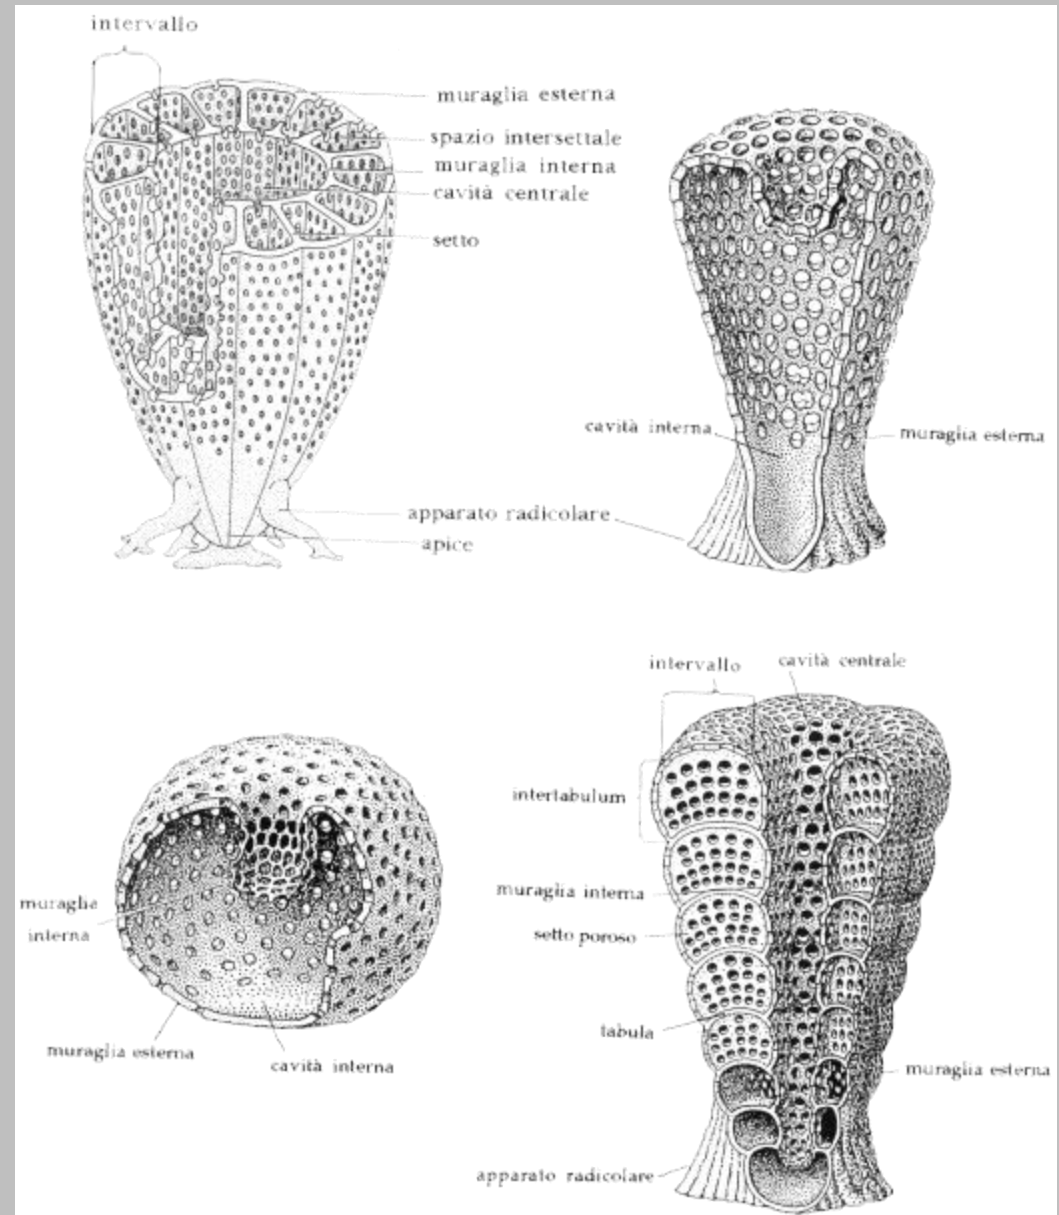 intervallo
muraglia esterna
spazio intersettale
muraglia interna
cavità centrale
setto
cavità interna
muraglia esterna
apparato radicolare
apice
intervallo
cavità centrale
intertabulum
muraglia interna
setto poroso
tabula
muraglia esterna
apparato radicolare
muraglia
interna
muraglia esterna
cavità interna